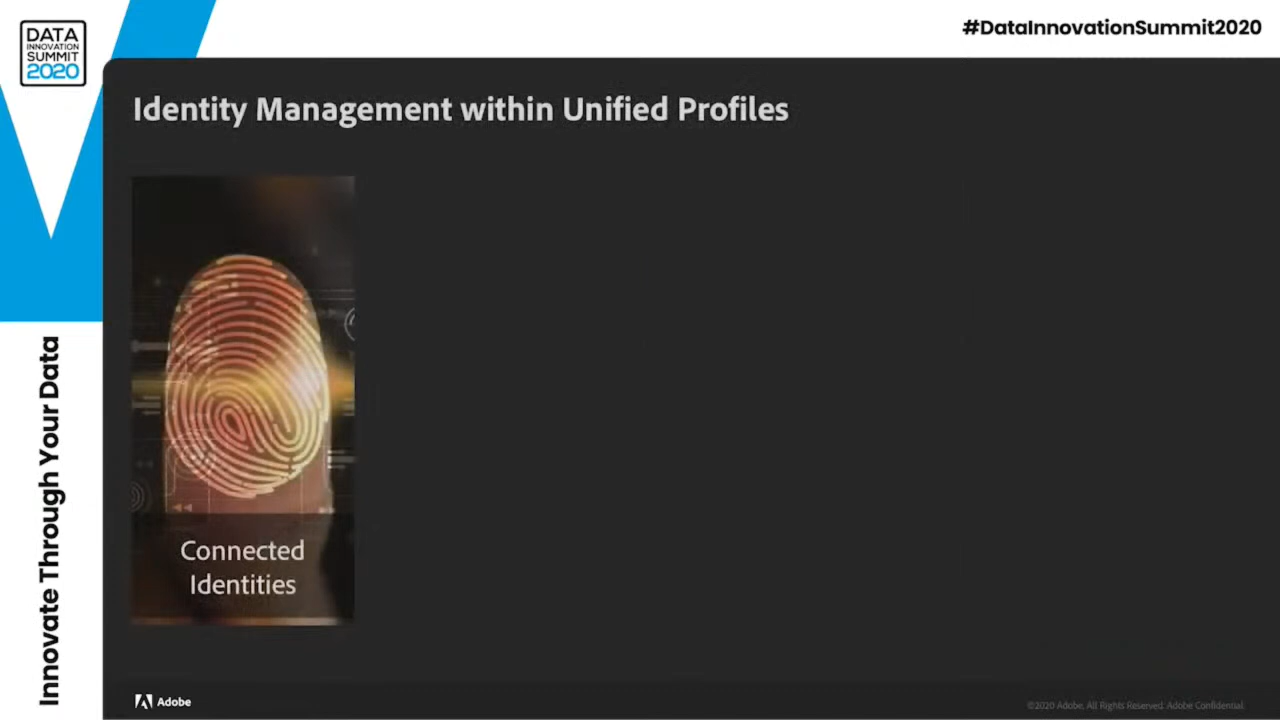 DATA
INNOVATION
SUMMIT
2020
#DataInnovationSummit2020
Identity Management within Unified Profiles
Connected
Identities
Innovate Through Your Data
Adobe
©2020 Adobe. All Rights Reserved. Adobe Confidential.